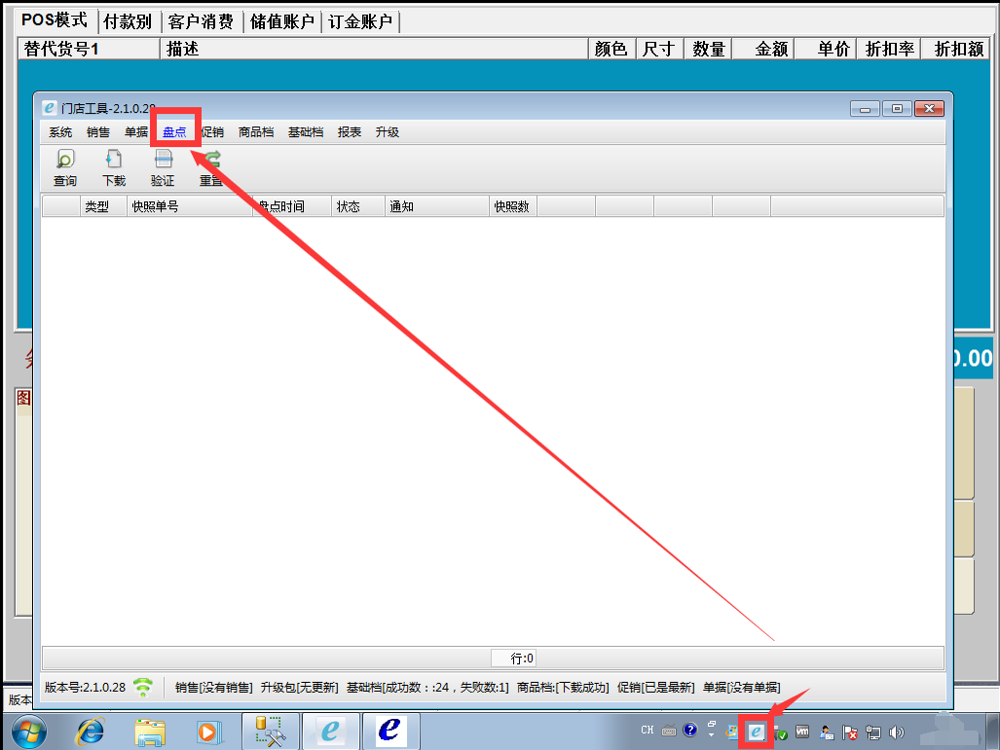 POS模式 付款别 客户消费 储值账户 订金账户
替代货号1 描述 颜色 尺寸 数量 金额 单价 折扣率 折扣额
门店工具-2.1.0.28
系统 销售 单据 盘点 促销 商品档 基础档 报表 升级
查询 下载 验证 重置
类型 快照单号 盘点时间 状态 通知 快照数
0.00
图
行:0
版本号:2.1.0.28 销售[没有销售] 升级包[无更新] 基础档[成功数：:24，失败数:1] 商品档:[下载成功] 促销[已是最新] 单据[没有单据]
版本
CH